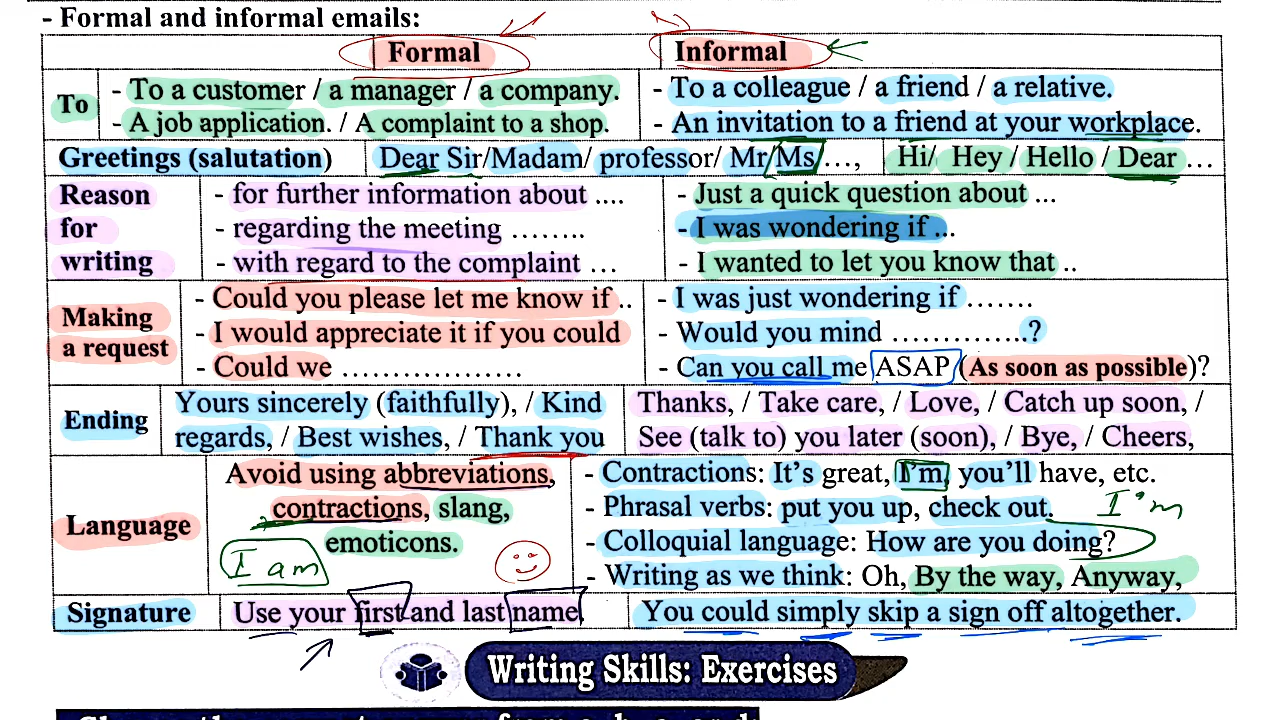 - Formal and informal emails:
Formal Informal
To - To a customer / a manager / a company. - To a colleague / a friend / a relative.
- A job application. / A complaint to a shop. - An invitation to a friend at your workplace.
Greetings (salutation) Dear Sir/Madam/ professor/ Mr/Ms/ …, Hi/ Hey / Hello / Dear …
Reason - for further information about .... - Just a quick question about ...
for - regarding the meeting …….. - I was wondering if ...
writing - with regard to the complaint … - I wanted to let you know that ..
- Could you please let me know if .. - I was just wondering if …….
Making - I would appreciate it if you could - Would you mind ………….?
a request - Could we ……………… - Can you call me ASAP (As soon as possible)?
Yours sincerely (faithfully), / Kind Thanks, / Take care, / Love, / Catch up soon, /
Ending regards, / Best wishes, / Thank you See (talk to) you later (soon), / Bye, / Cheers,
Avoid using abbreviations, - Contractions: It's great, I'm, you'll have, etc.
contractions, slang, - Phrasal verbs: put you up, check out. I'm
Language emoticons. - Colloquial language: How are you doing?
I am - Writing as we think: Oh, By the way, Anyway,
Signature Use your first and last name. You could simply skip a sign off altogether.
Writing Skills: Exercises